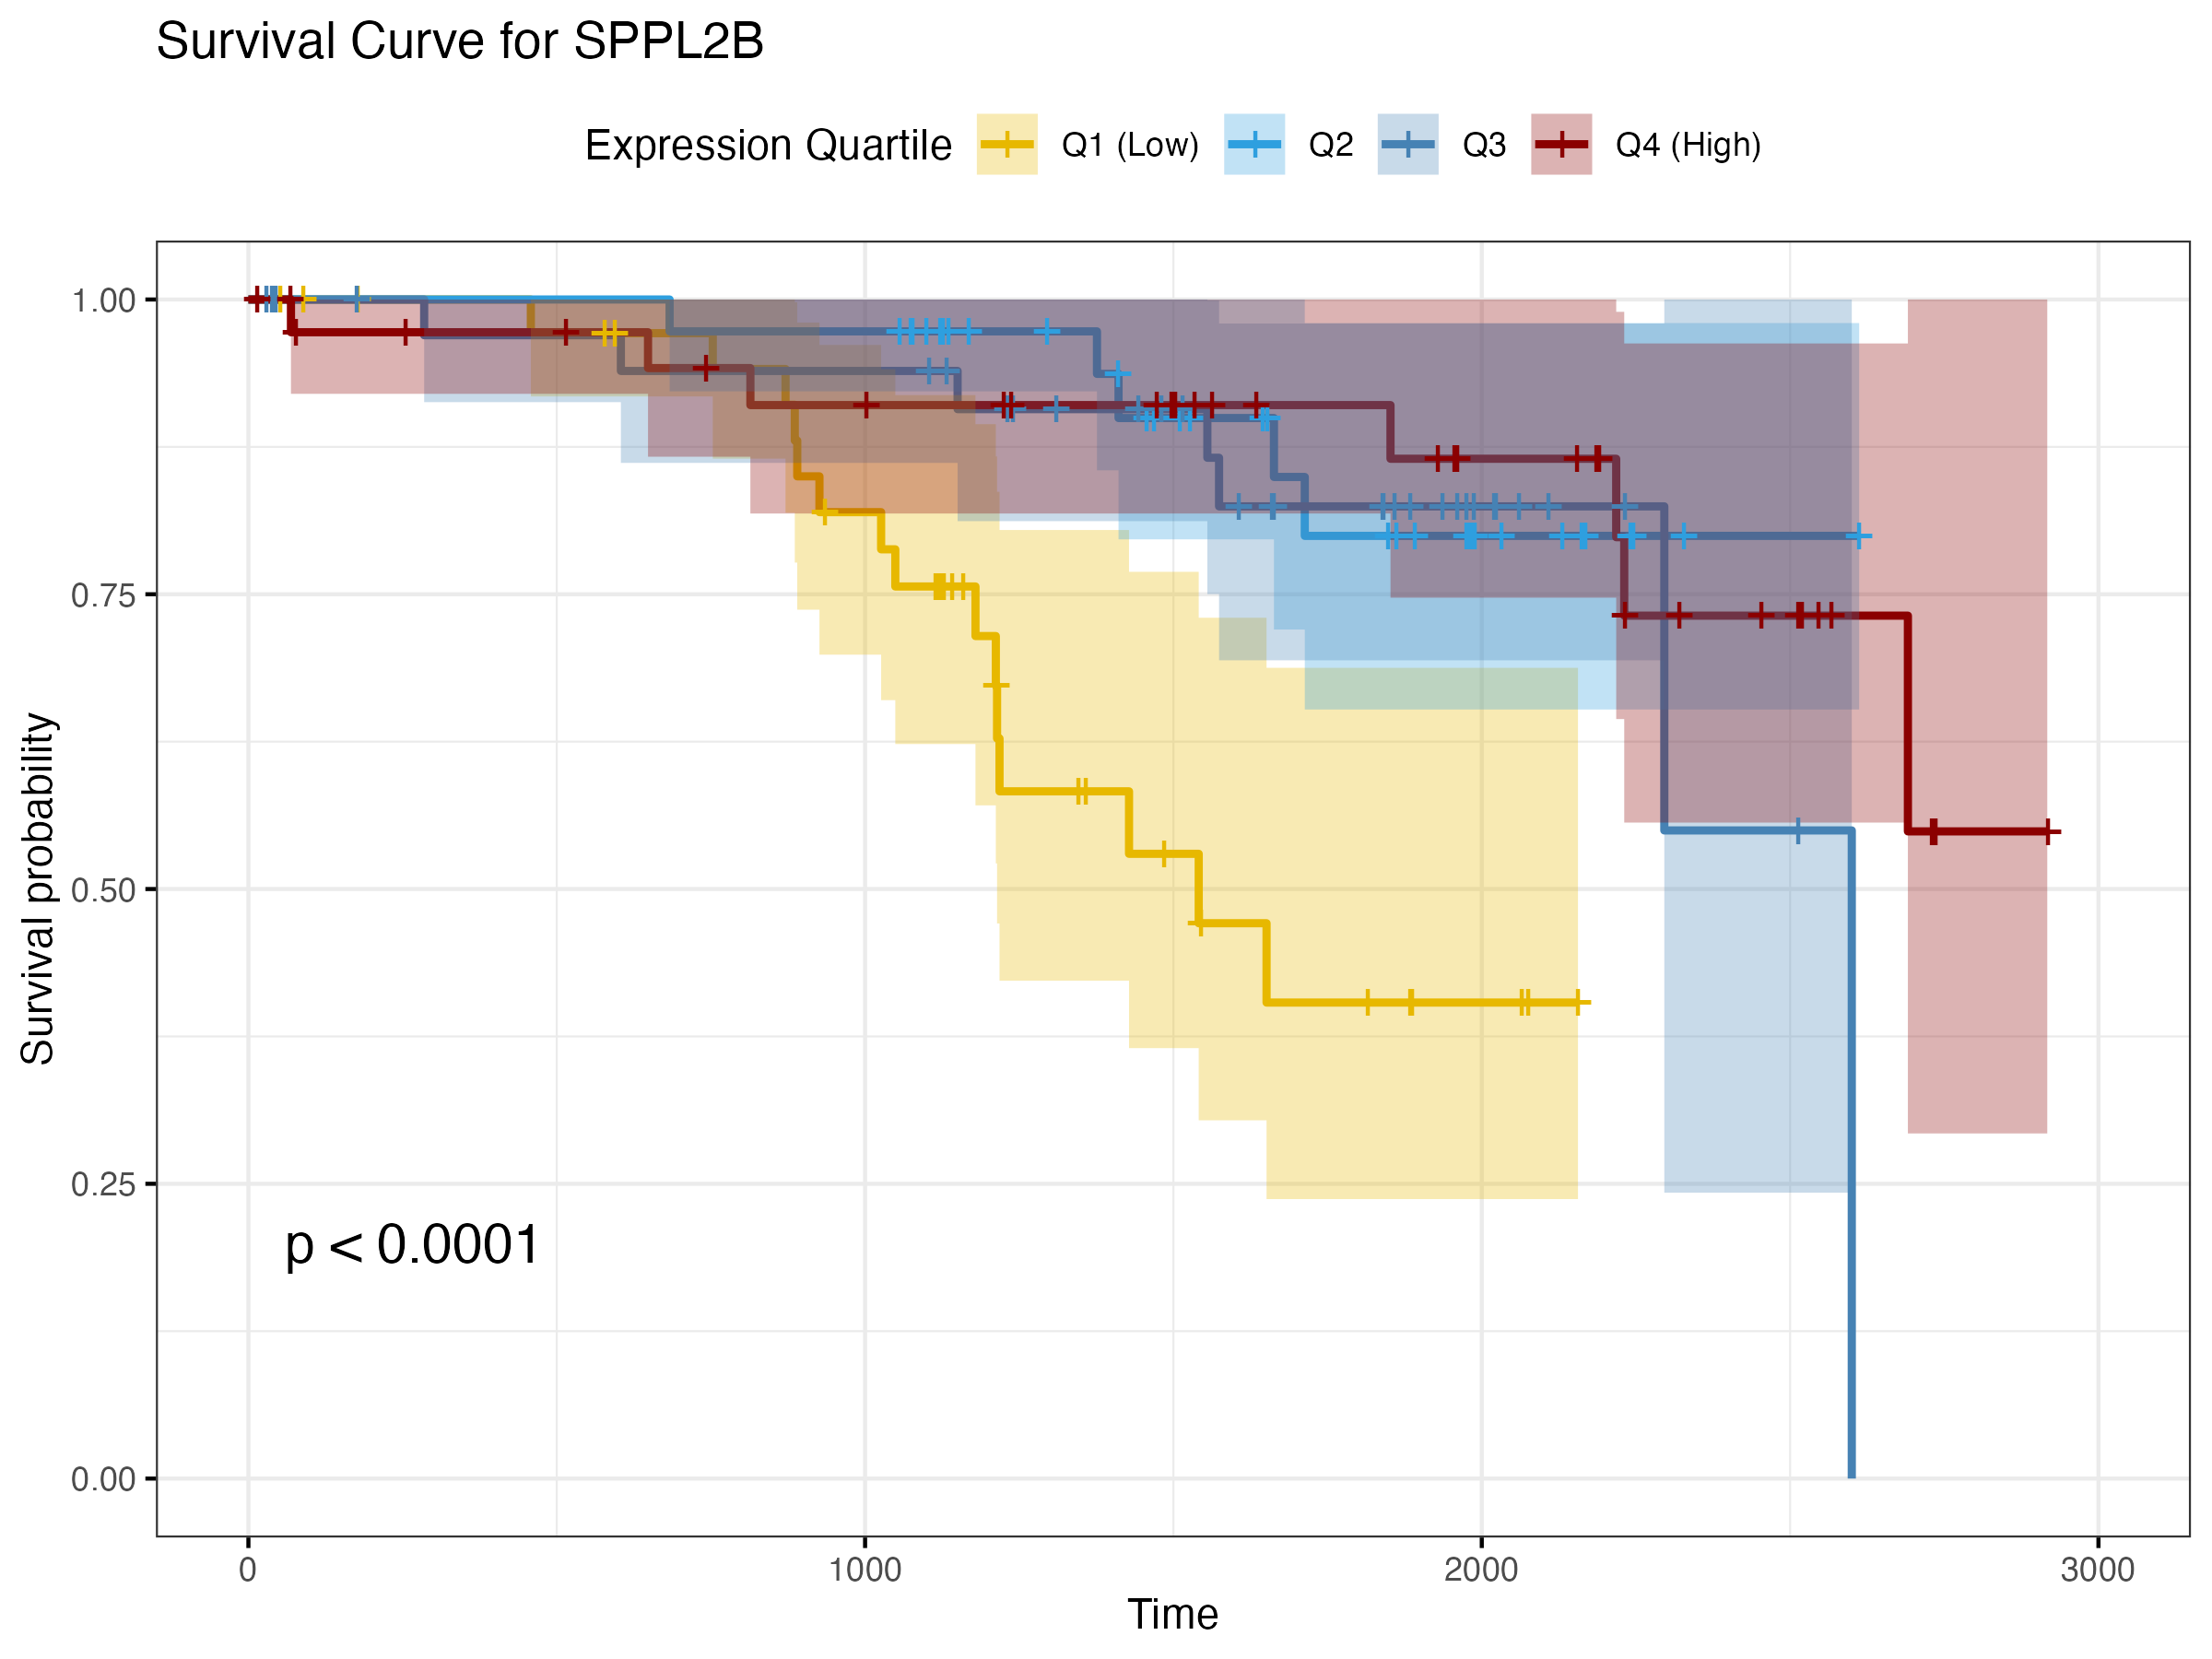 Survival Curve for SPPL2B
Expression Quartile Q1 (Low) Q2 Q3 Q4 (High)
1.00
0.75
0.50
0.25
0.00
Survival probability
p < 0.0001
0 1000 2000 3000
Time